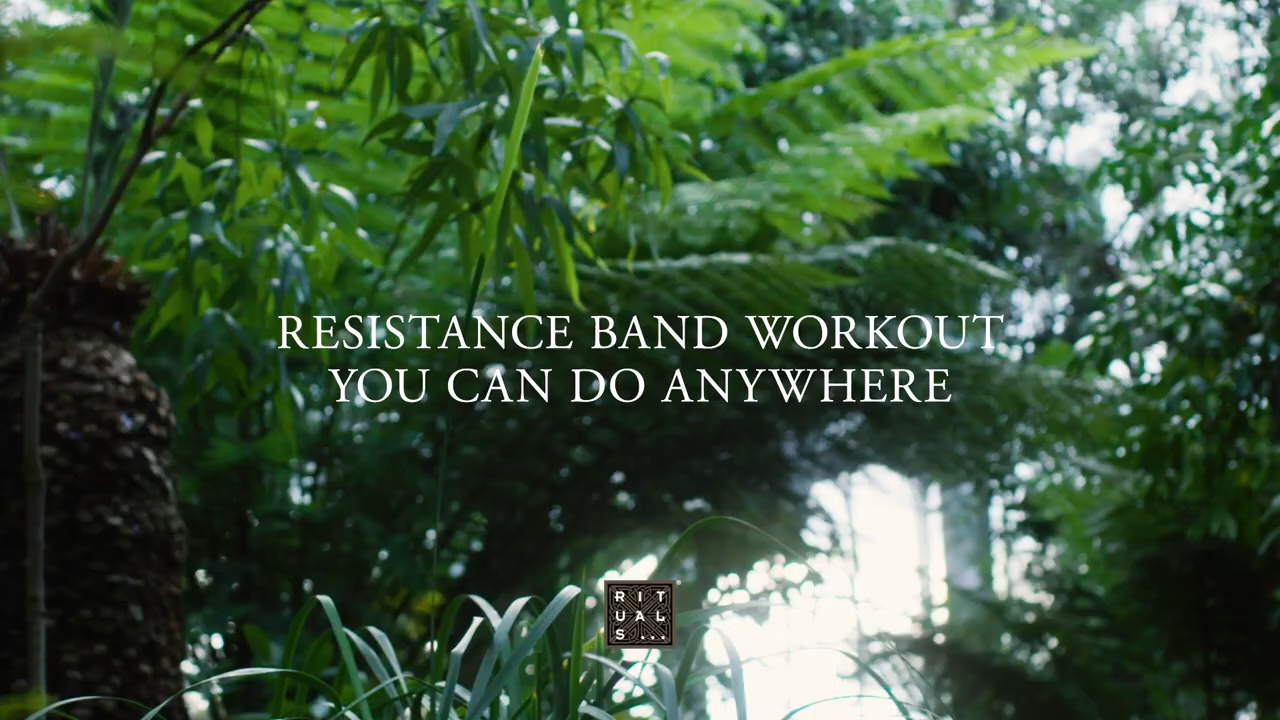 RESISTANCE BAND WORKOUT
YOU CAN DO ANYWHERE
RIT
UAL
S...